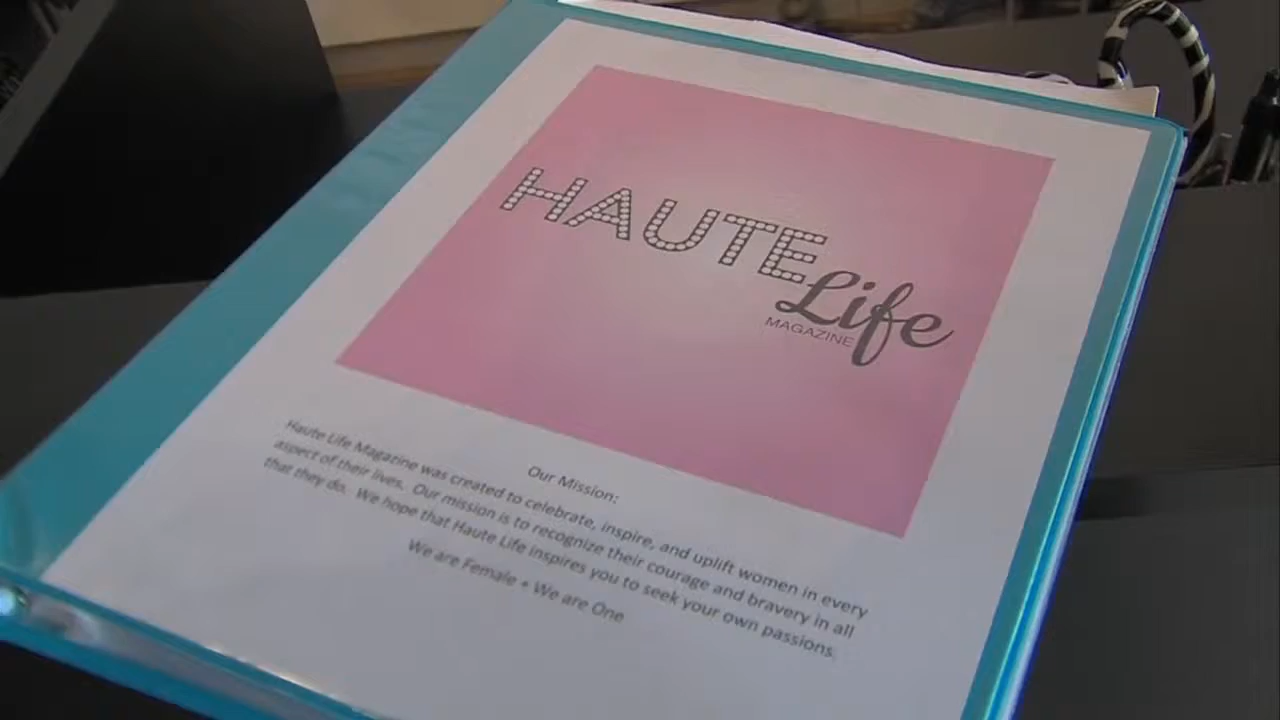 HAUTE
Life
MAGAZINE
Our Mission:
Haute Life Magazine was created to celebrate, inspire, and uplift women in every
aspect of their lives. Our mission is to recognize their courage and bravery in all
that they do. We hope that Haute Life inspires you to seek your own passions.
We are Female + We are One